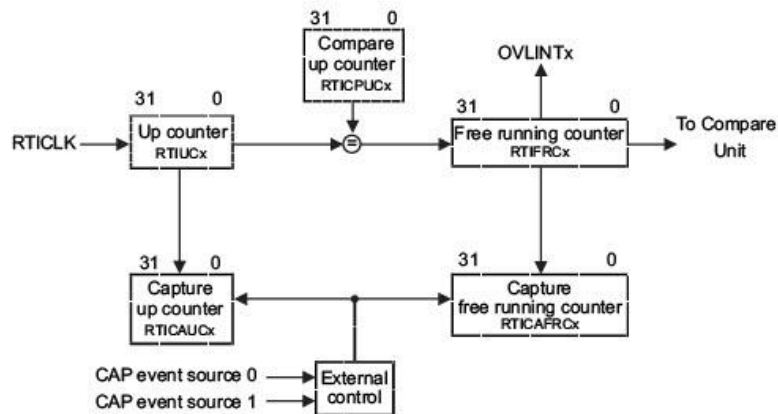 31 0
Compare
up counter
RTICPUCx
OVLINTx
31 0
31 0
RTICLK
Up counter
RTIUCx
=
Free running counter
RTIFRCx
To Compare
Unit
31 0
31 0
Capture
up counter
RTICAUCx
Capture
free running counter
RTICAFRCx
CAP event source 0
CAP event source 1
External
control